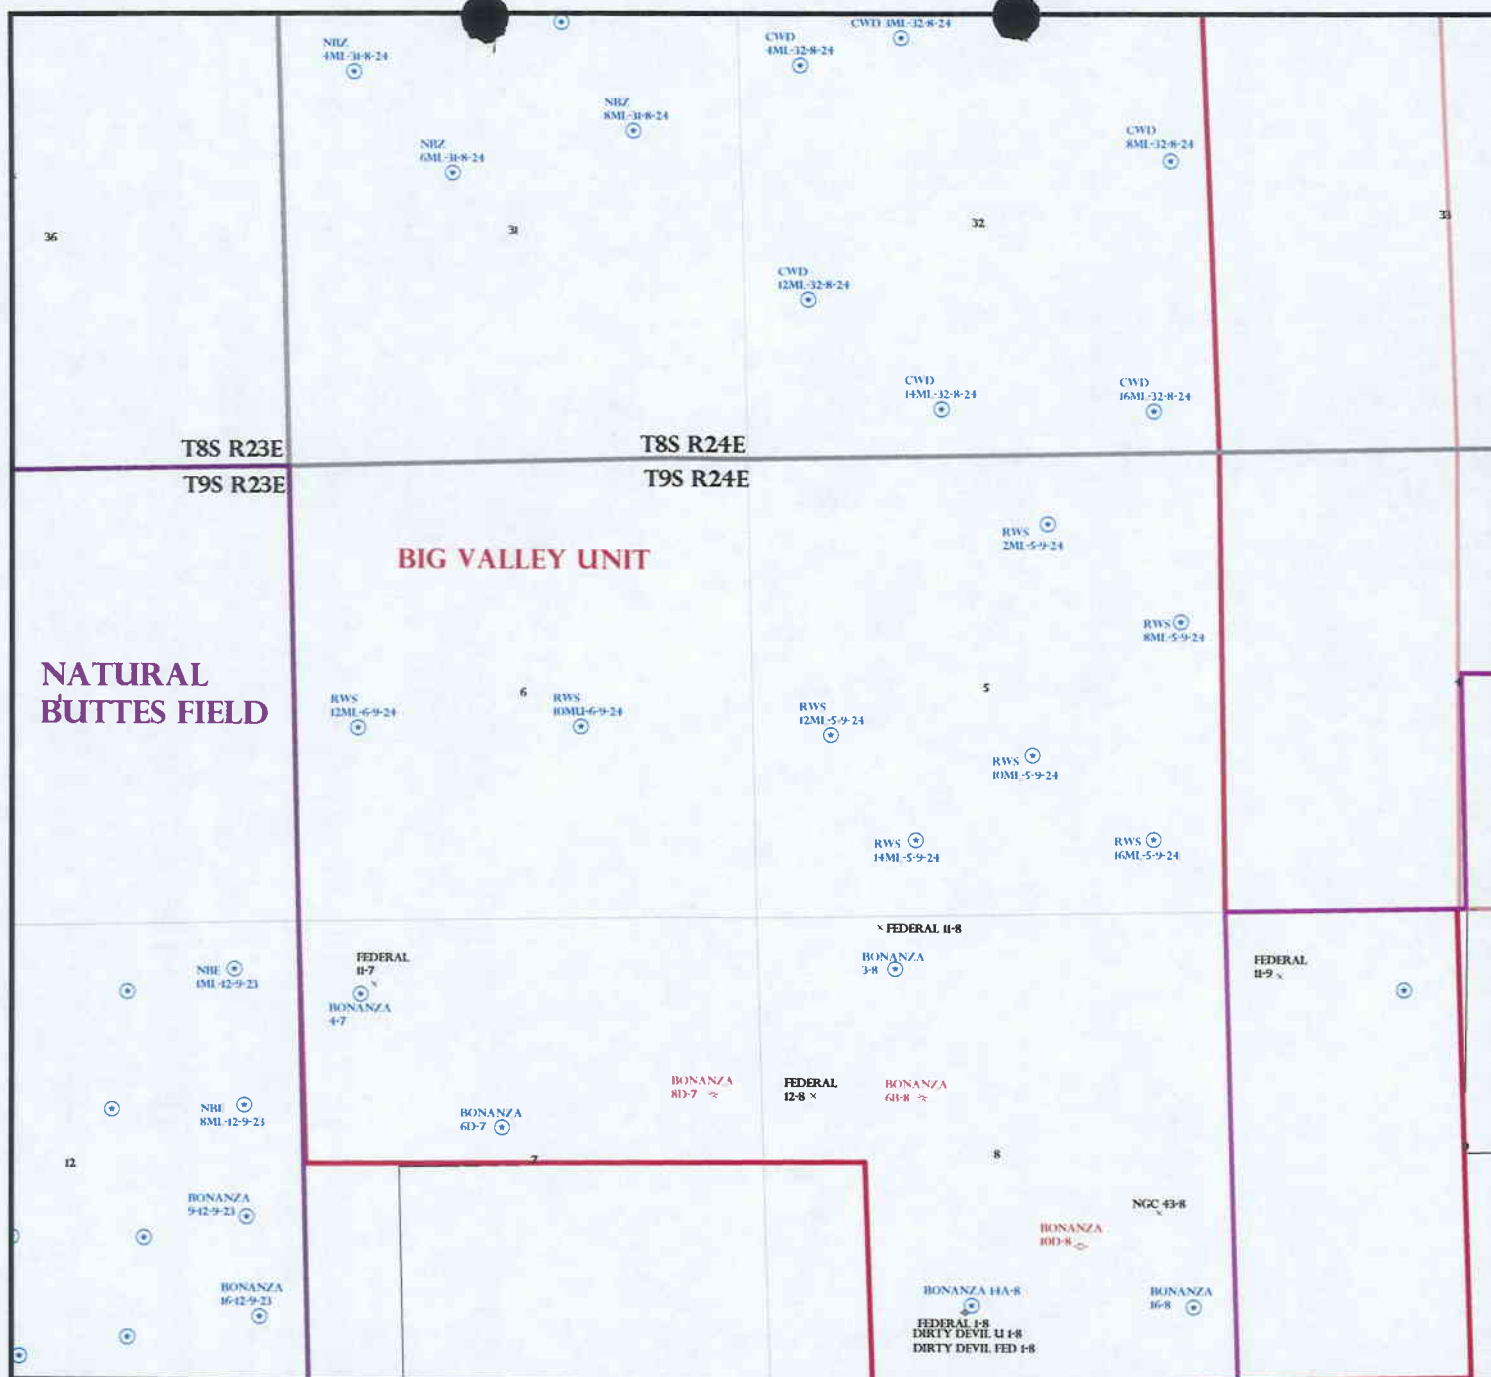 CWD 3ML-32-8-24
NBZ
4ML-31-8-24
CWD
4ML-32-8-24
NBZ
8ML-31-8-24
NBZ
6ML-31-8-24
CWD
8ML-32-8-24
36
31
32
33
CWD
12ML-32-8-24
CWD
14ML-32-8-24
CWD
16ML-32-8-24
T8S R23E
T8S R24E
T9S R23E
T9S R24E
BIG VALLEY UNIT
RWS
2ML-5-9-24
RWS
8ML-5-9-24
NATURAL
BUTTES FIELD
6
5
4
RWS
12ML-6-9-24
RWS
10MU-6-9-24
RWS
12ML-5-9-24
RWS
10ML-5-9-24
RWS
14ML-5-9-24
RWS
16ML-5-9-24
FEDERAL 11-8
BONANZA
3-8
FEDERAL
11-7
BONANZA
4-7
FEDERAL
11-9
NBE
1ML-12-9-23
NBE
8ML-12-9-23
BONANZA
8D-7
FEDERAL
12-8
BONANZA
6B-8
BONANZA
6D-7
12
7
8
9
BONANZA
9-12-9-23
NGC 43-8
BONANZA
10D-8
BONANZA
16-12-9-23
BONANZA 14A-8
BONANZA
16-8
FEDERAL 1-8
DIRTY DEVIL U 1-8
DIRTY DEVIL FED 1-8